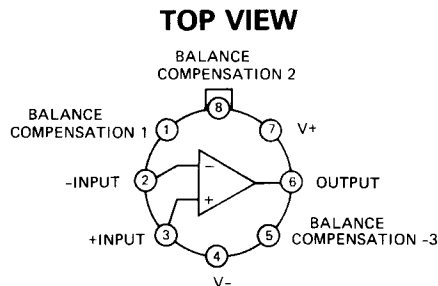 TOP VIEW
BALANCE
COMPENSATION 2
8
BALANCE
COMPENSATION 1
1
7
V+
-INPUT
2
−
6
OUTPUT
+
+INPUT
3
5
BALANCE
COMPENSATION -3
4
V-